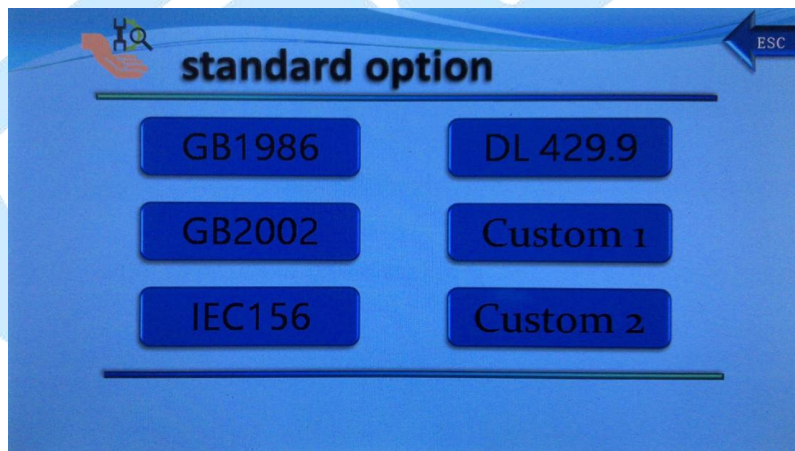 ESC
standard option
GB1986
DL 429.9
GB2002
Custom 1
IEC156
Custom 2